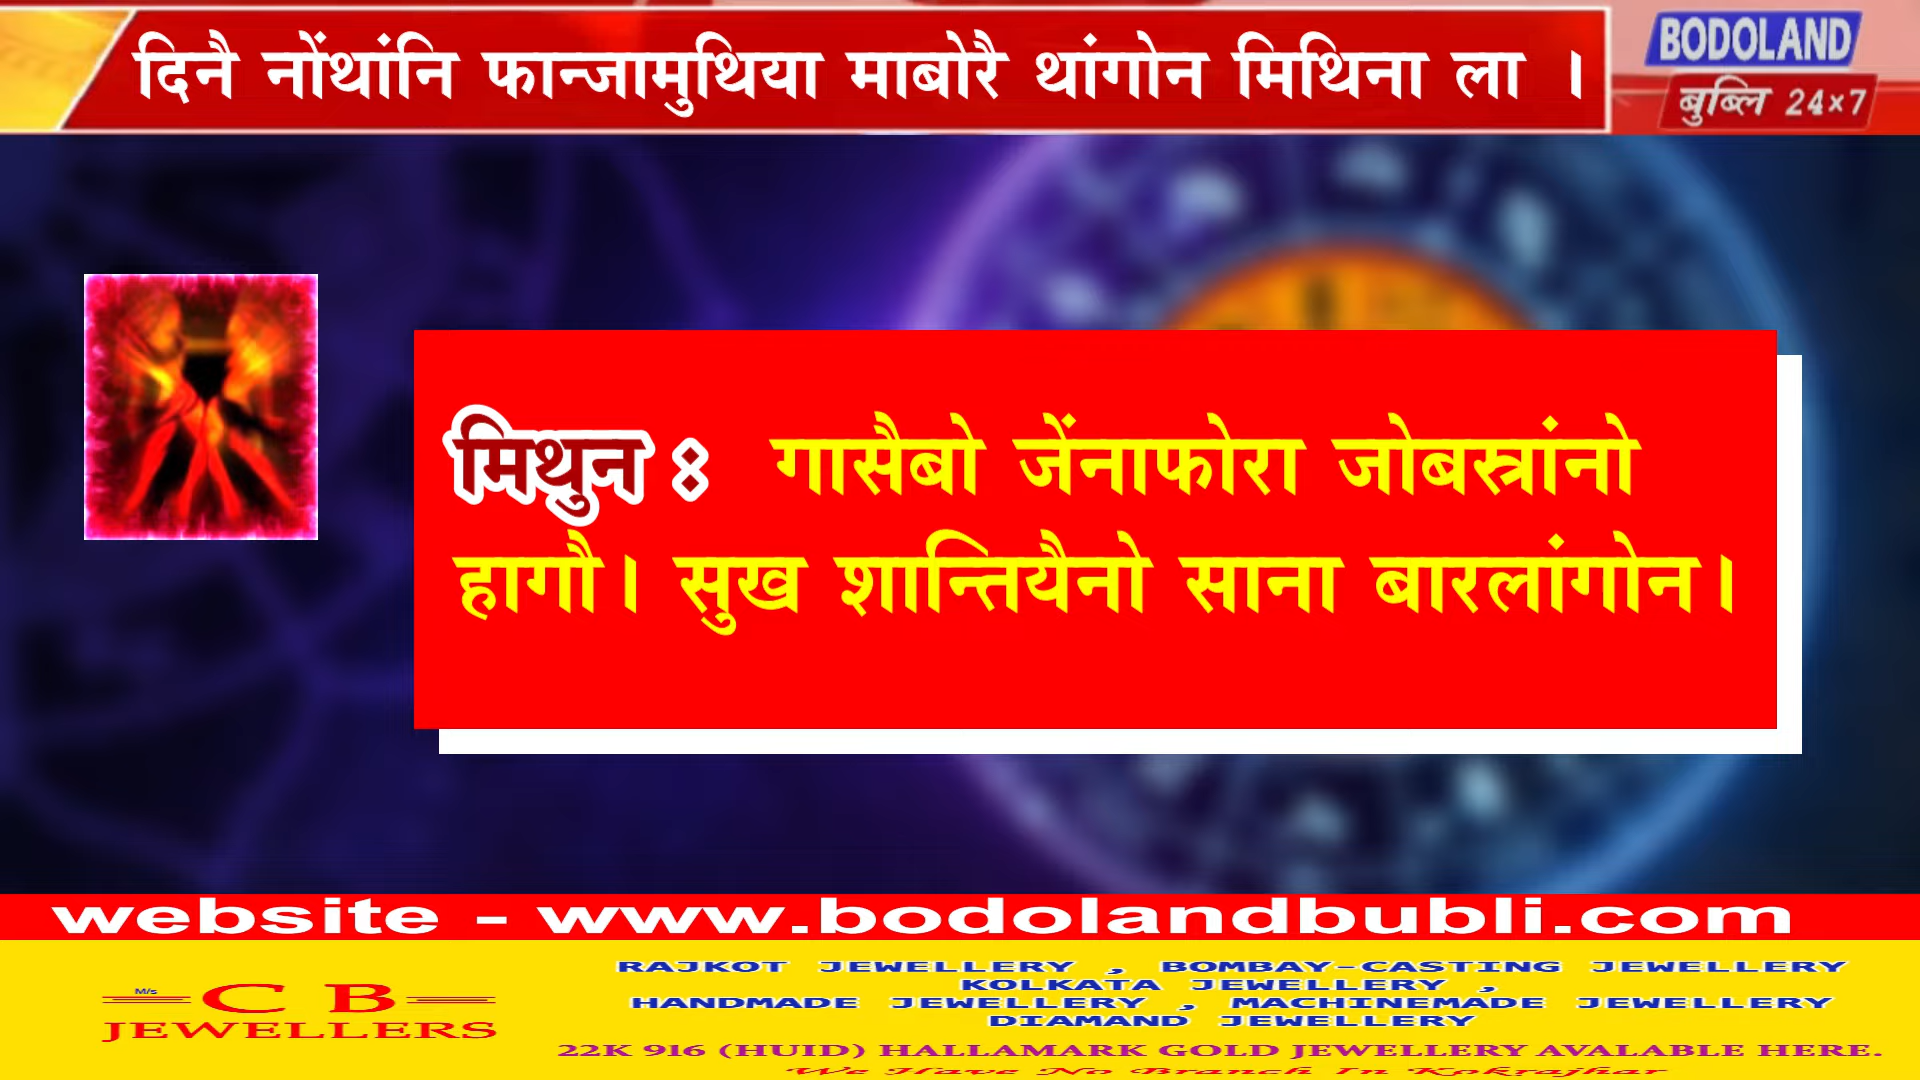 दिनै नोंथांनि फान्जामुथिया माबोरै थांगोन मिथिना ला ।
BODOLAND
बुब्लि 24×7
मिथुन : गासैबो जेंनाफोरा जोबस्रांनो
हागौ। सुख शान्तियैनो साना बारलांगोन।
website - www.bodolandbubli.com
M/s
C B
JEWELLERS
RAJKOT JEWELLERY , BOMBAY-CASTING JEWELLERY
KOLKATA JEWELLERY ,
HANDMADE JEWELLERY , MACHINEMADE JEWELLERY
DIAMAND JEWELLERY
22K 916 (HUID) HALLAMARK GOLD JEWELLERY AVALABLE HERE.
We Have No Branch In Kokrajhar